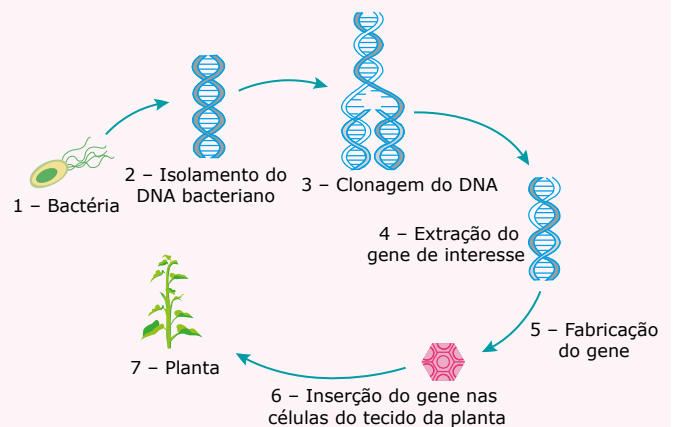 1 – Bactéria
2 – Isolamento do
DNA bacteriano
3 – Clonagem do DNA
4 – Extração do
gene de interesse
5 – Fabricação
do gene
6 – Inserção do gene nas
células do tecido da planta
7 – Planta